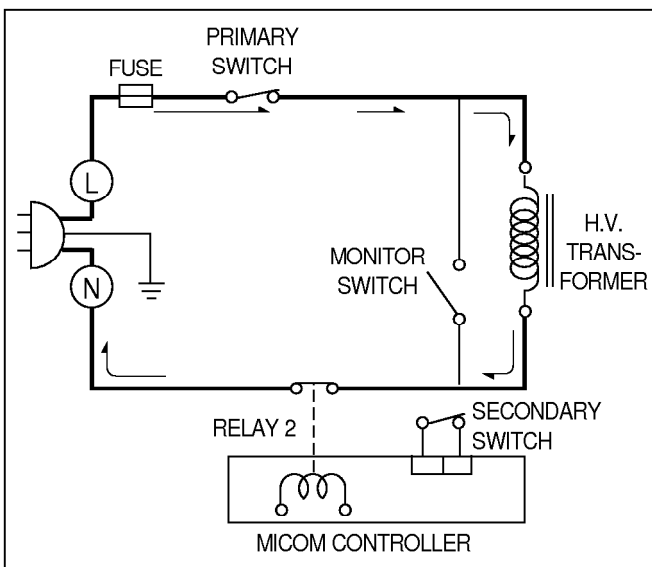 PRIMARY
SWITCH
FUSE
L
H.V.
TRANS-
FORMER
MONITOR
SWITCH
N
RELAY 2
SECONDARY
SWITCH
MICOM CONTROLLER